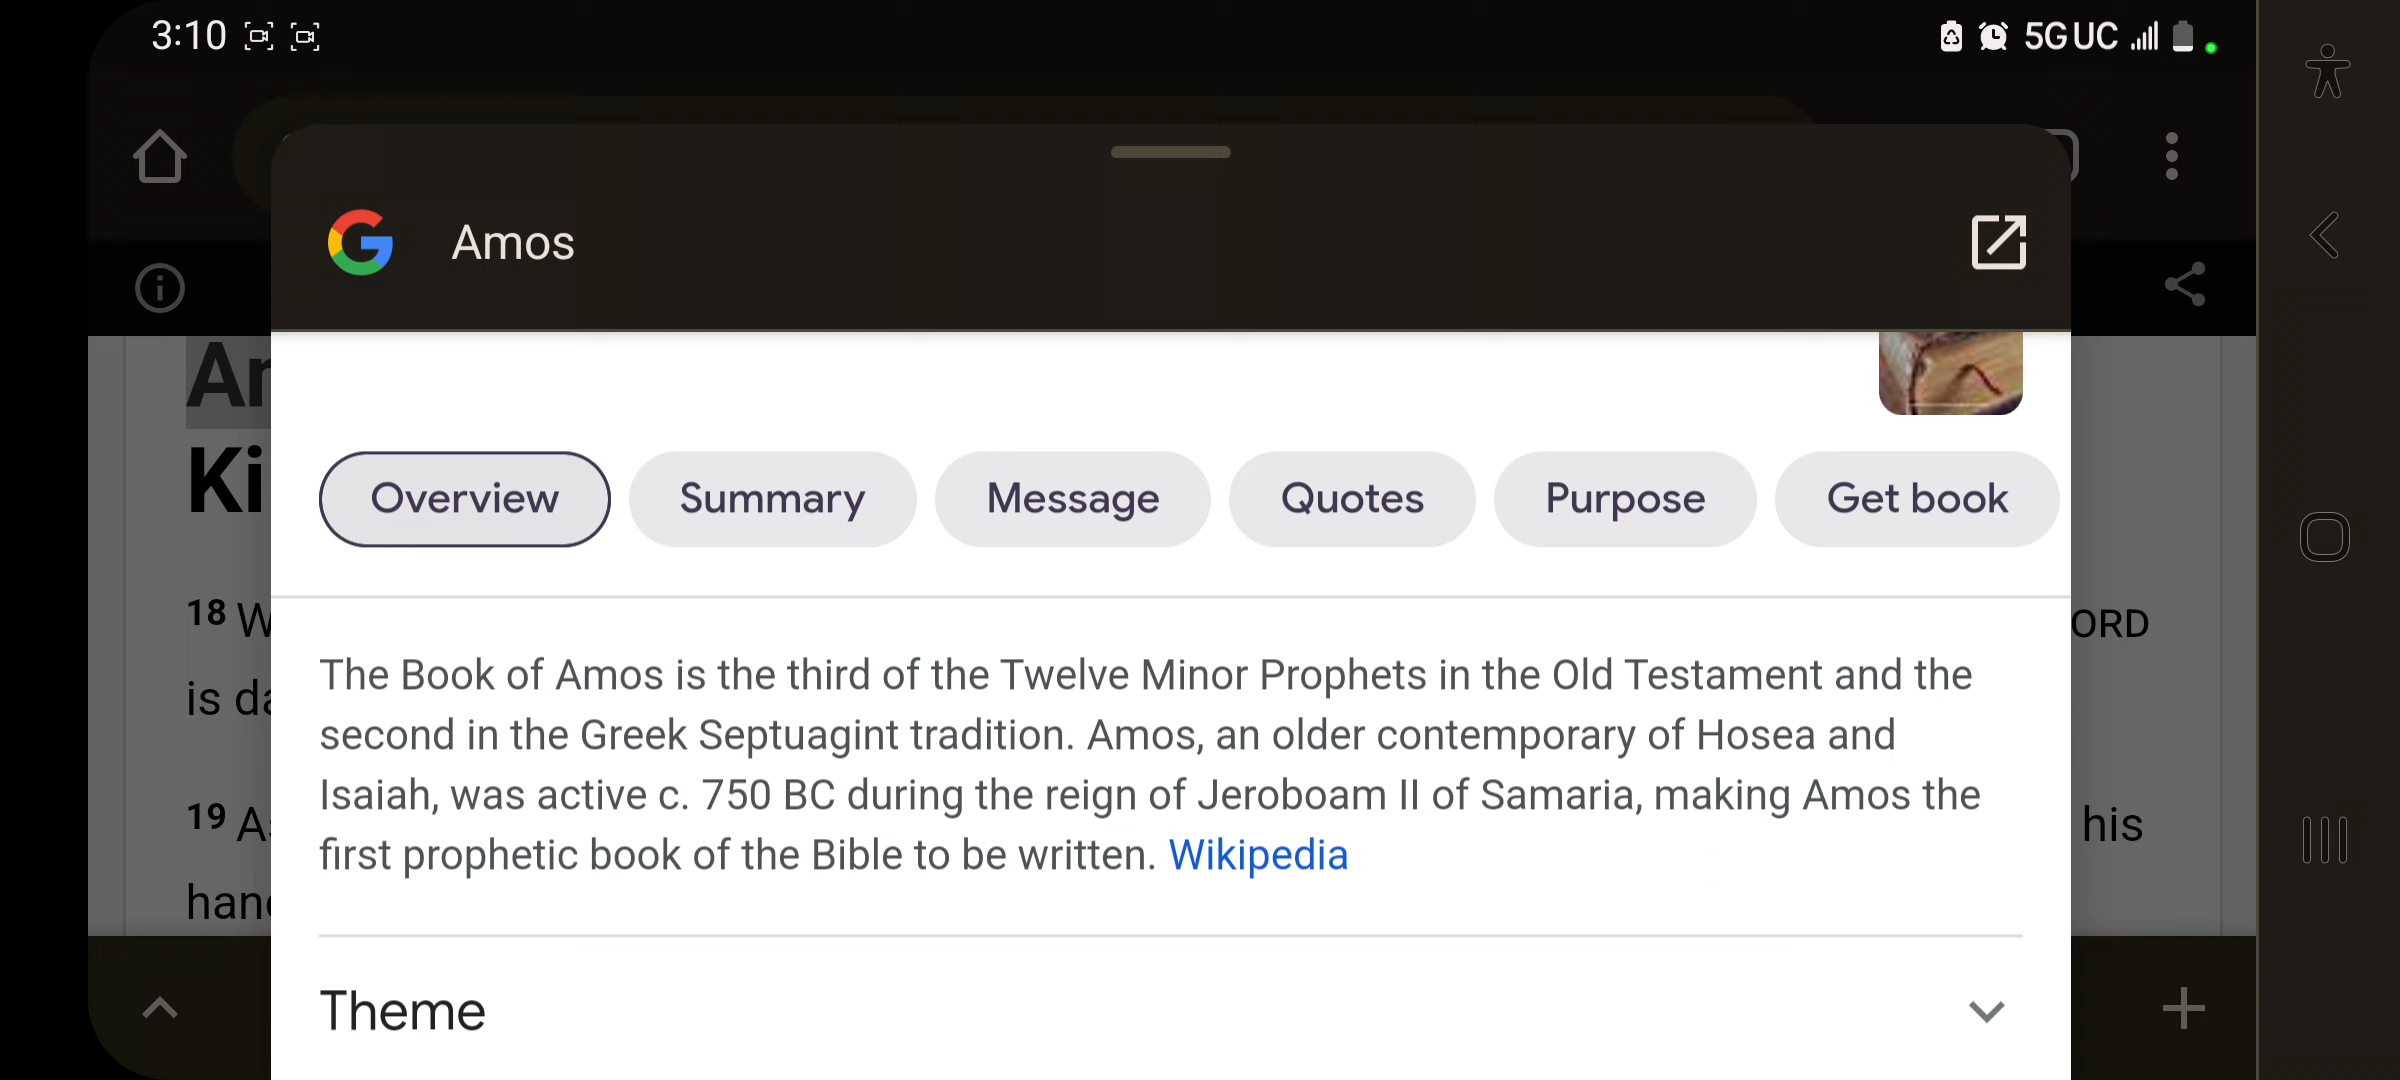 3:10
5G UC
Amos
Ki
Overview Summary Message Quotes Purpose Get book
18
ORD
is
The Book of Amos is the third of the Twelve Minor Prophets in the Old Testament and the
second in the Greek Septuagint tradition. Amos, an older contemporary of Hosea and
Isaiah, was active c. 750 BC during the reign of Jeroboam II of Samaria, making Amos the
first prophetic book of the Bible to be written. Wikipedia
19
his
Theme